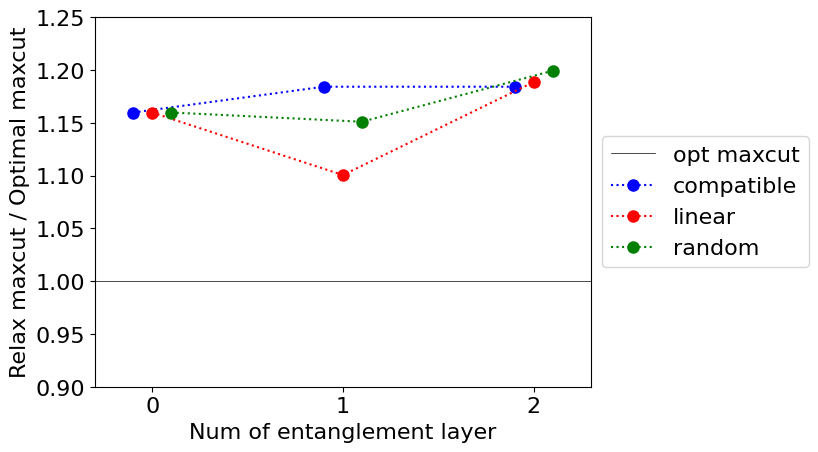 Relax maxcut / Optimal maxcut
1.25
1.20
1.15
1.10
1.05
1.00
0.95
0.90
0 1 2
Num of entanglement layer
opt maxcut
compatible
linear
random